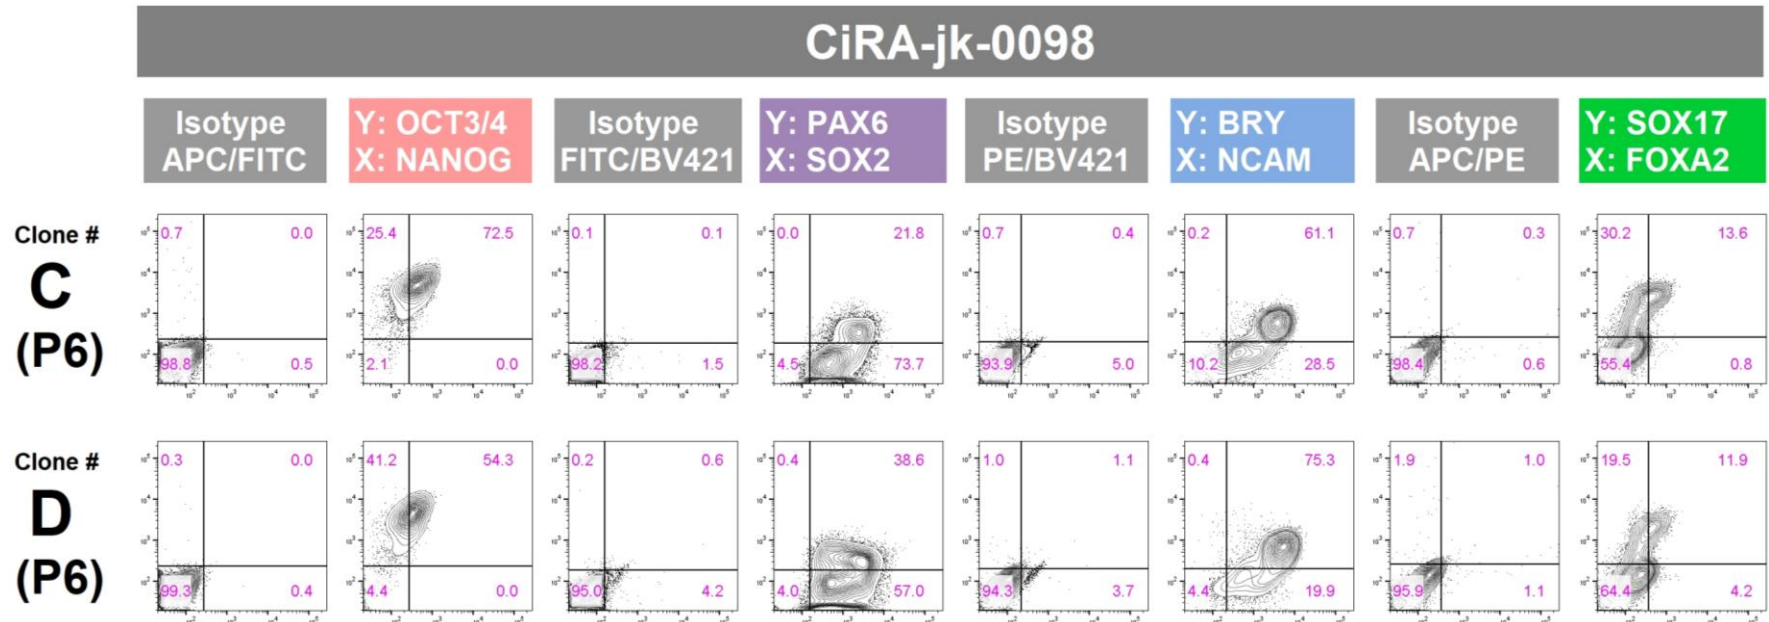 CiRA-jk-0098
Isotype
APC/FITC
Y: OCT3/4
X: NANOG
Isotype
FITC/BV421
Y: PAX6
X: SOX2
Isotype
PE/BV421
Y: BRY
X: NCAM
Isotype
APC/PE
Y: SOX17
X: FOXA2
Clone #
C
(P6)
0.7 0.0
98.8 0.5
25.4 72.5
2.1 0.0
0.1 0.1
98.2 1.5
0.0 21.8
4.5 73.7
0.7 0.4
93.9 5.0
0.2 61.1
10.2 28.5
0.7 0.3
98.4 0.6
30.2 13.6
55.4 0.8
Clone #
D
(P6)
0.3 0.0
99.3 0.4
41.2 54.3
4.4 0.0
0.2 0.6
95.0 4.2
0.4 38.6
4.0 57.0
1.0 1.1
94.3 3.7
0.4 75.3
4.4 19.9
1.9 1.0
95.9 1.1
19.5 11.9
64.4 4.2